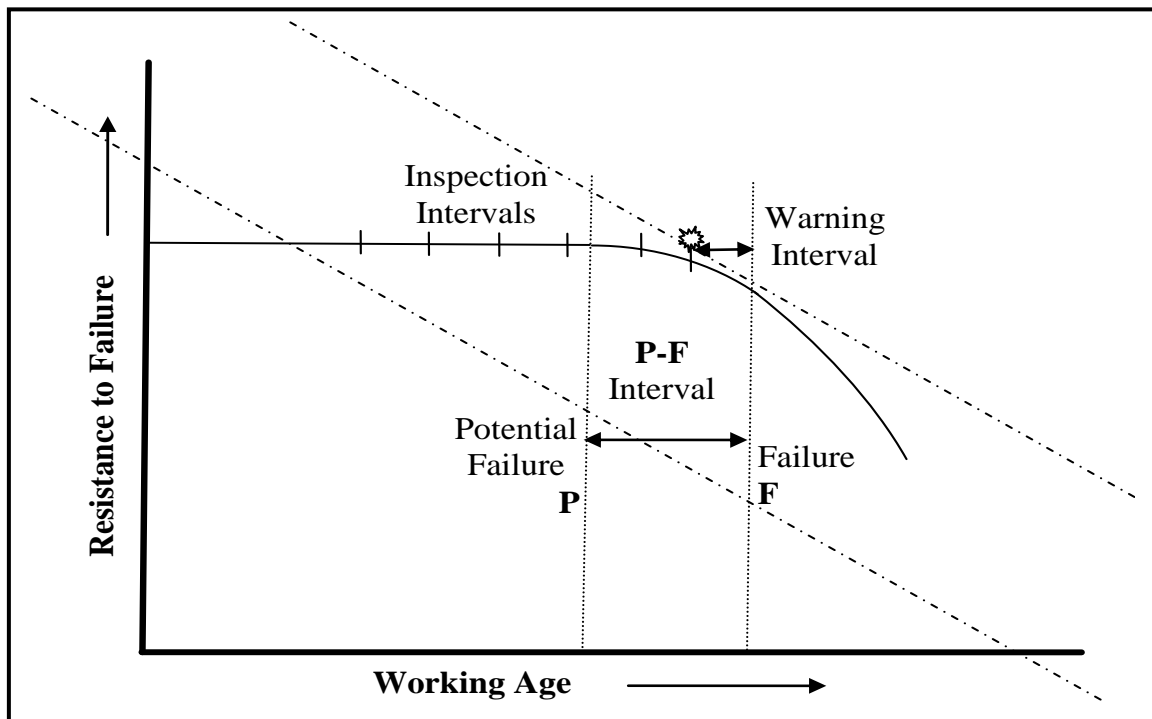 Inspection
Intervals
Warning
Interval
Resistance to Failure
P-F
Interval
Potential
Failure
P
Failure
F
Working Age